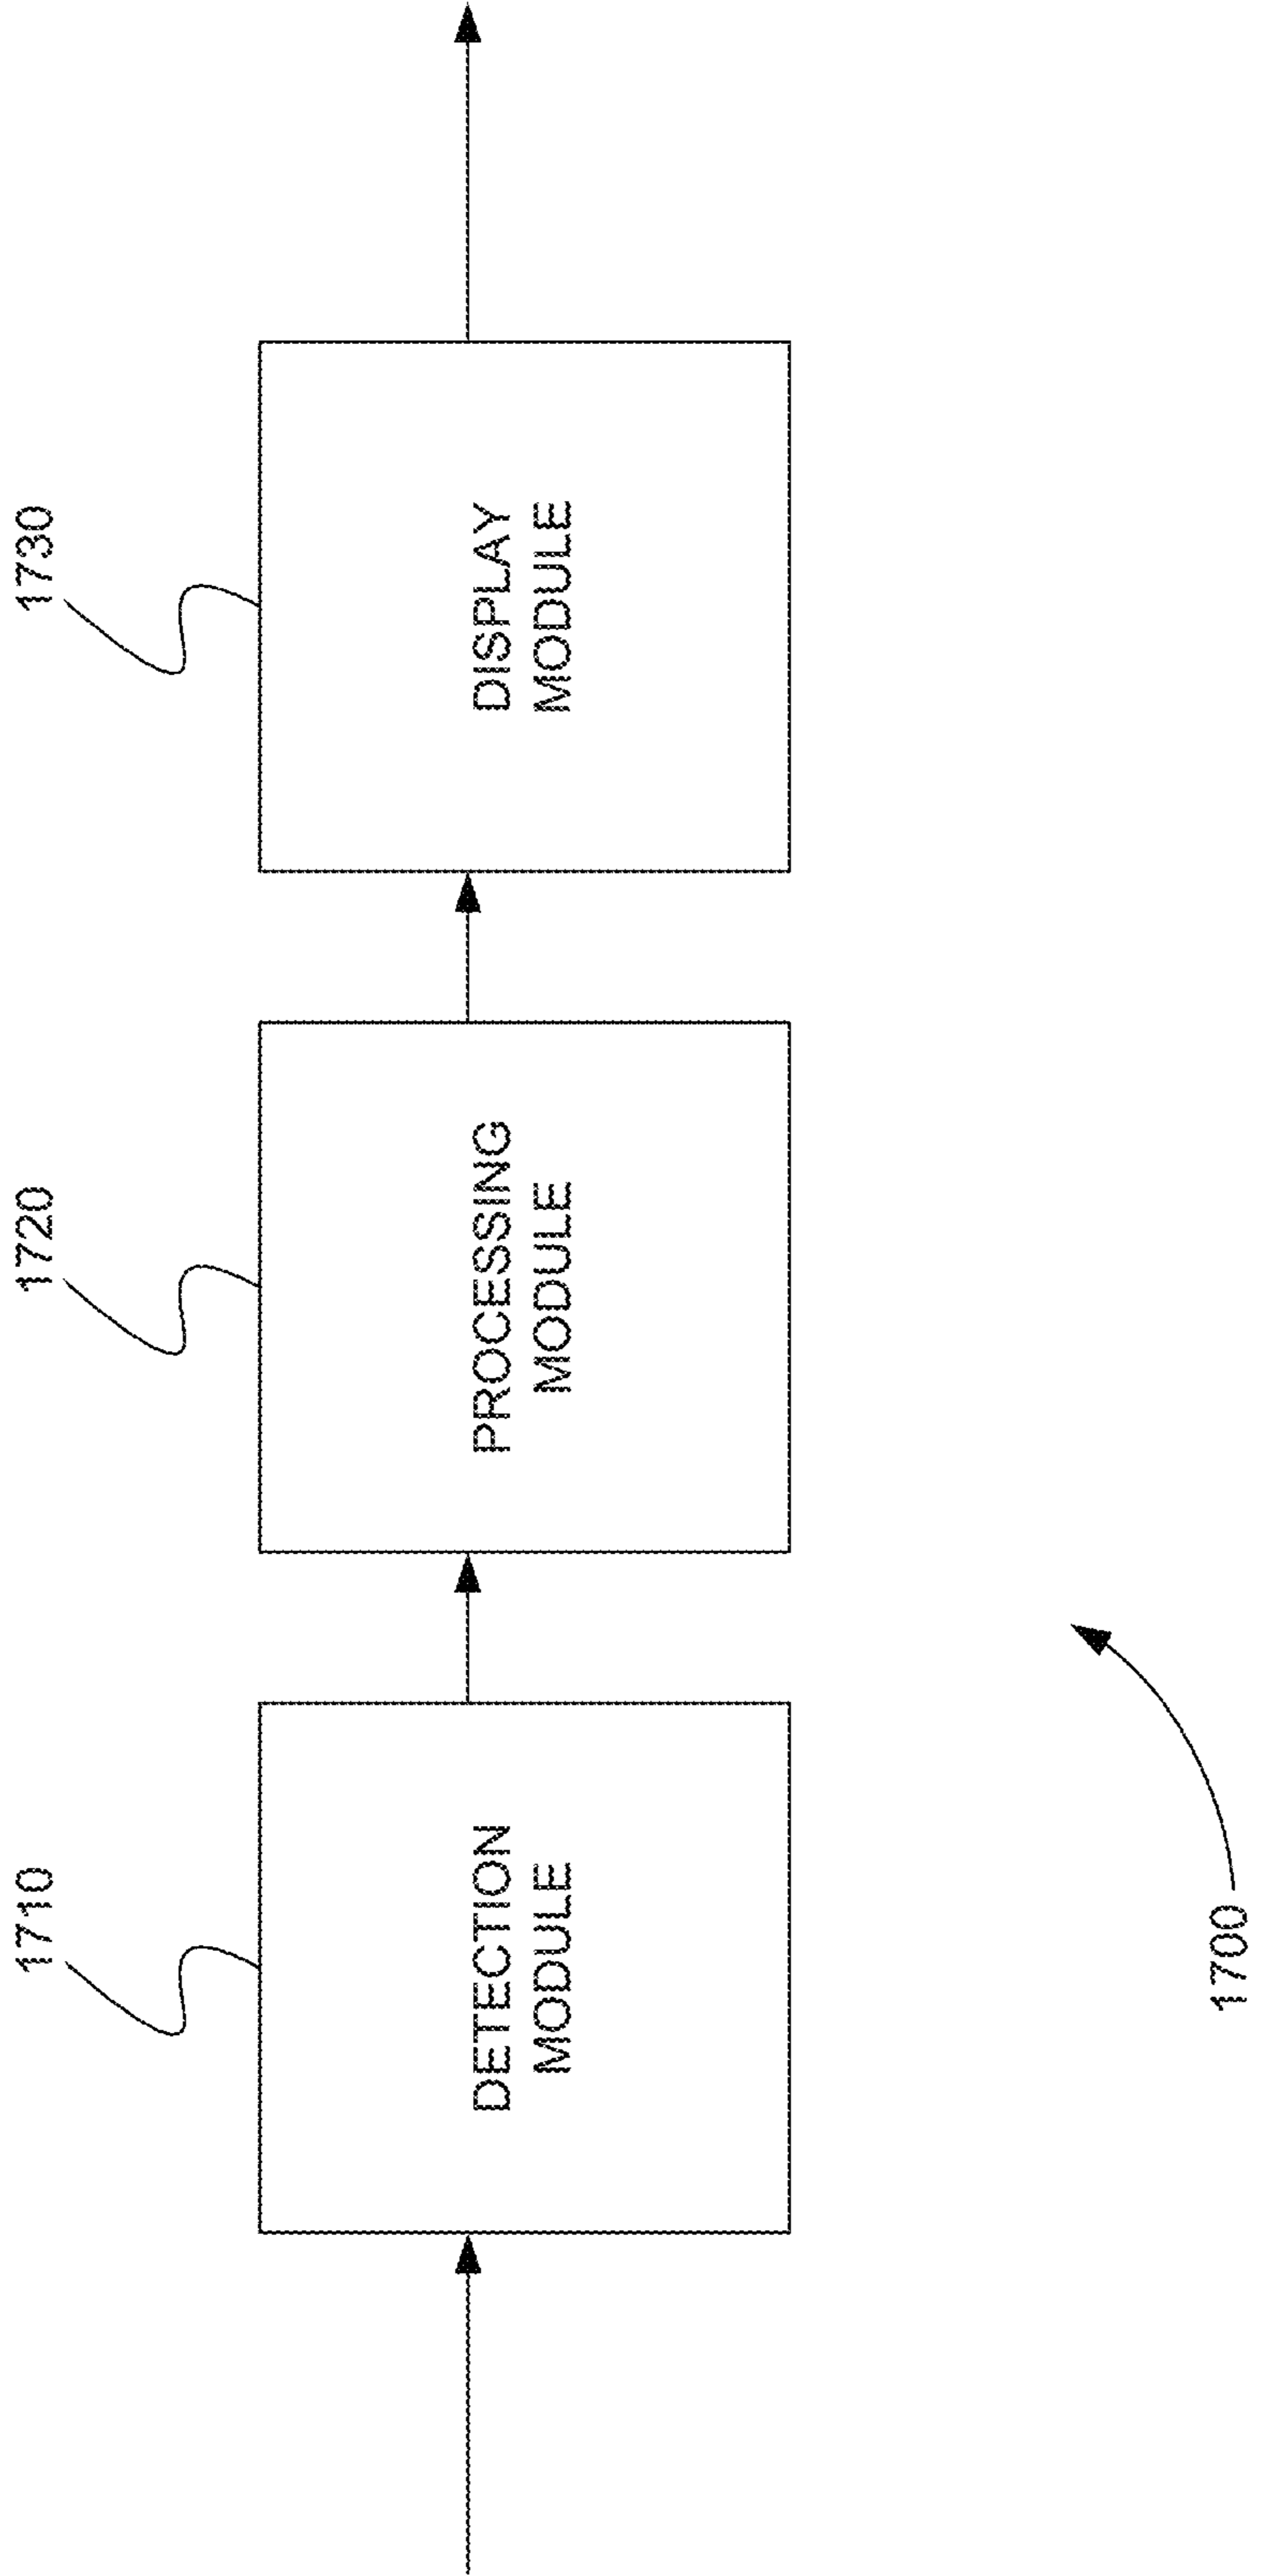 1710
1720
1730
DETECTION
MODULE
PROCESSING
MODULE
DISPLAY
MODULE
1700